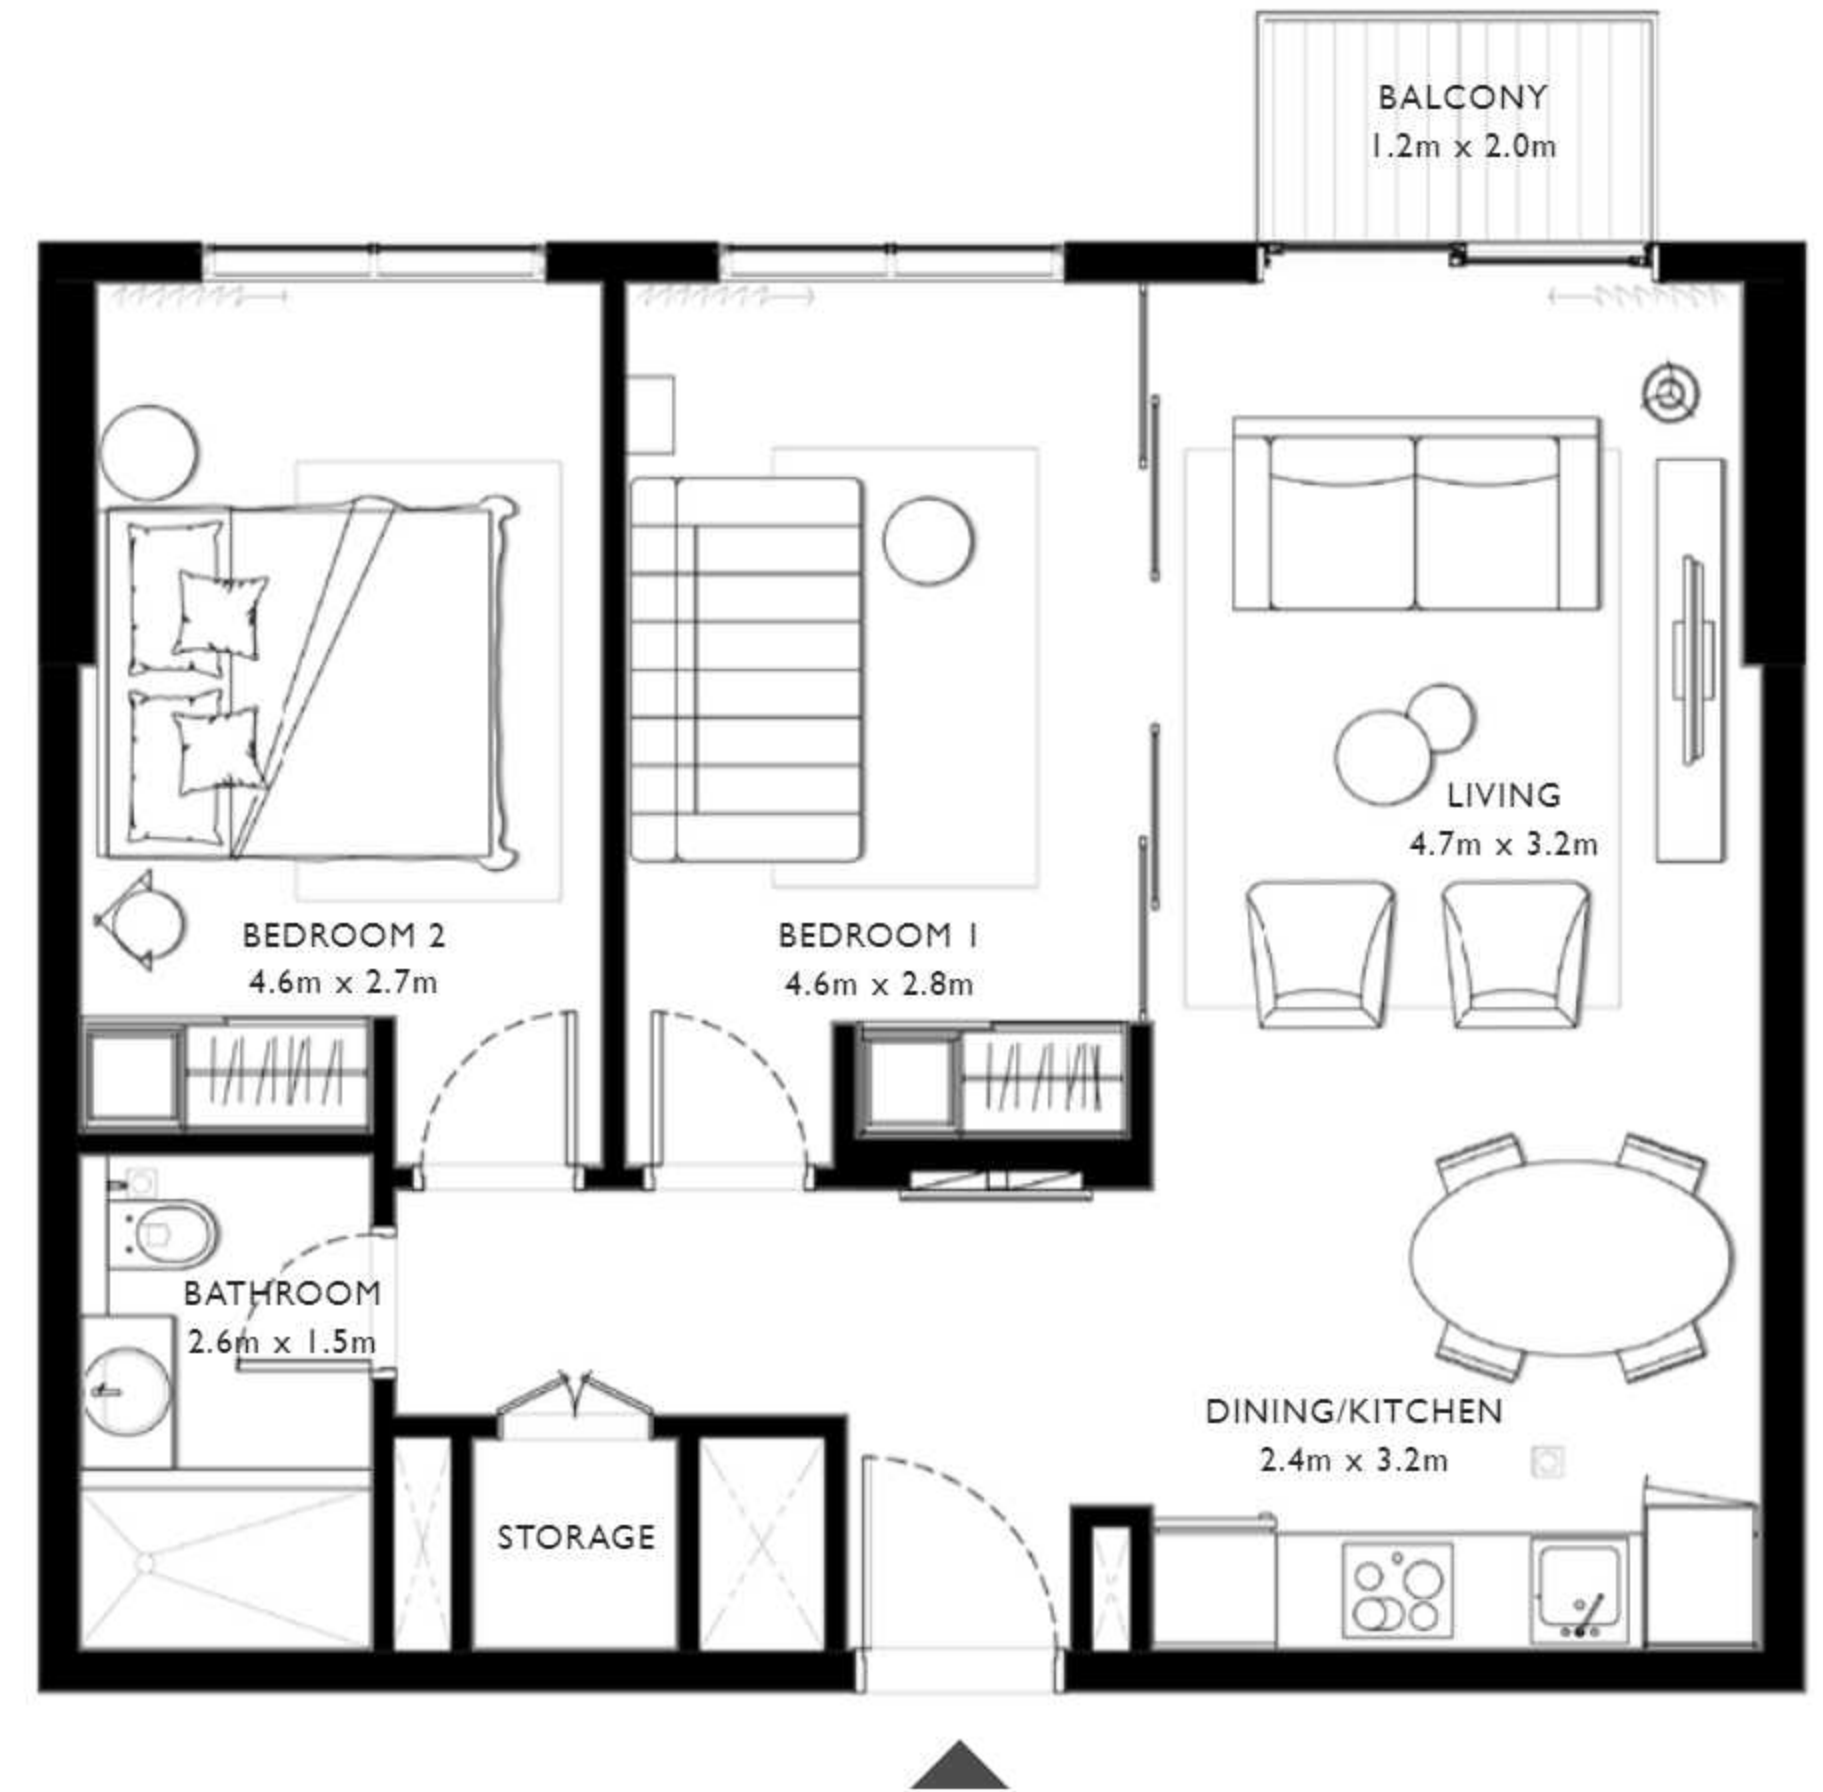 BALCONY
1.2m x 2.0m
LIVING
4.7m x 3.2m
BEDROOM 2
4.6m x 2.7m
BEDROOM 1
4.6m x 2.8m
BATHROOM
2.6m x 1.5m
DINING/KITCHEN
2.4m x 3.2m
STORAGE